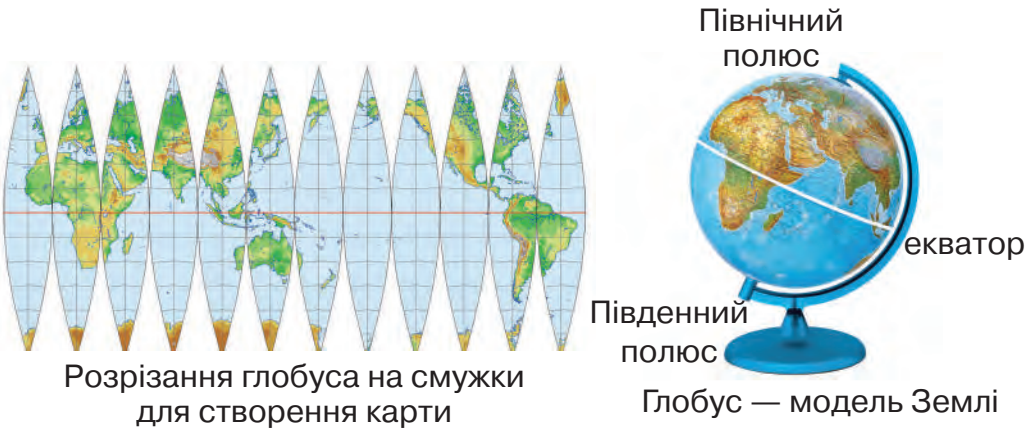 Північний
полюс
екватор
Південний
полюс
Розрізання глобуса на смужки
для створення карти
Глобус — модель Землі